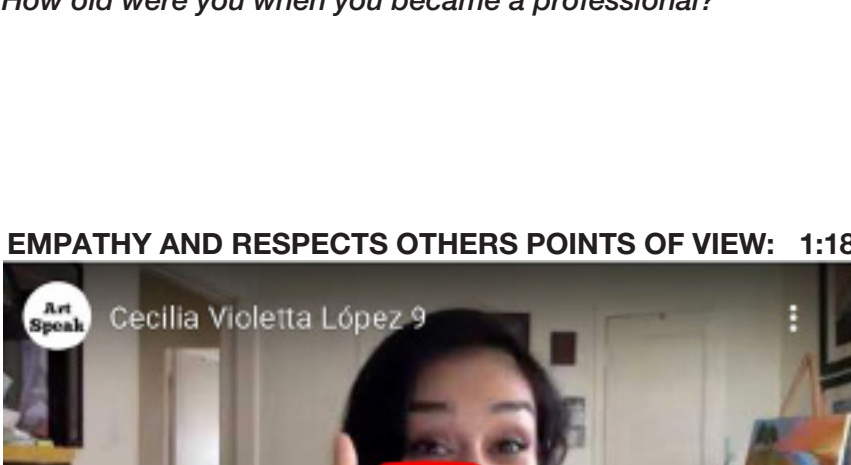 How old were you when you became a professional?
EMPATHY AND RESPECTS OTHERS POINTS OF VIEW: 1:18
Art
Speak
Cecilia Violetta López 9